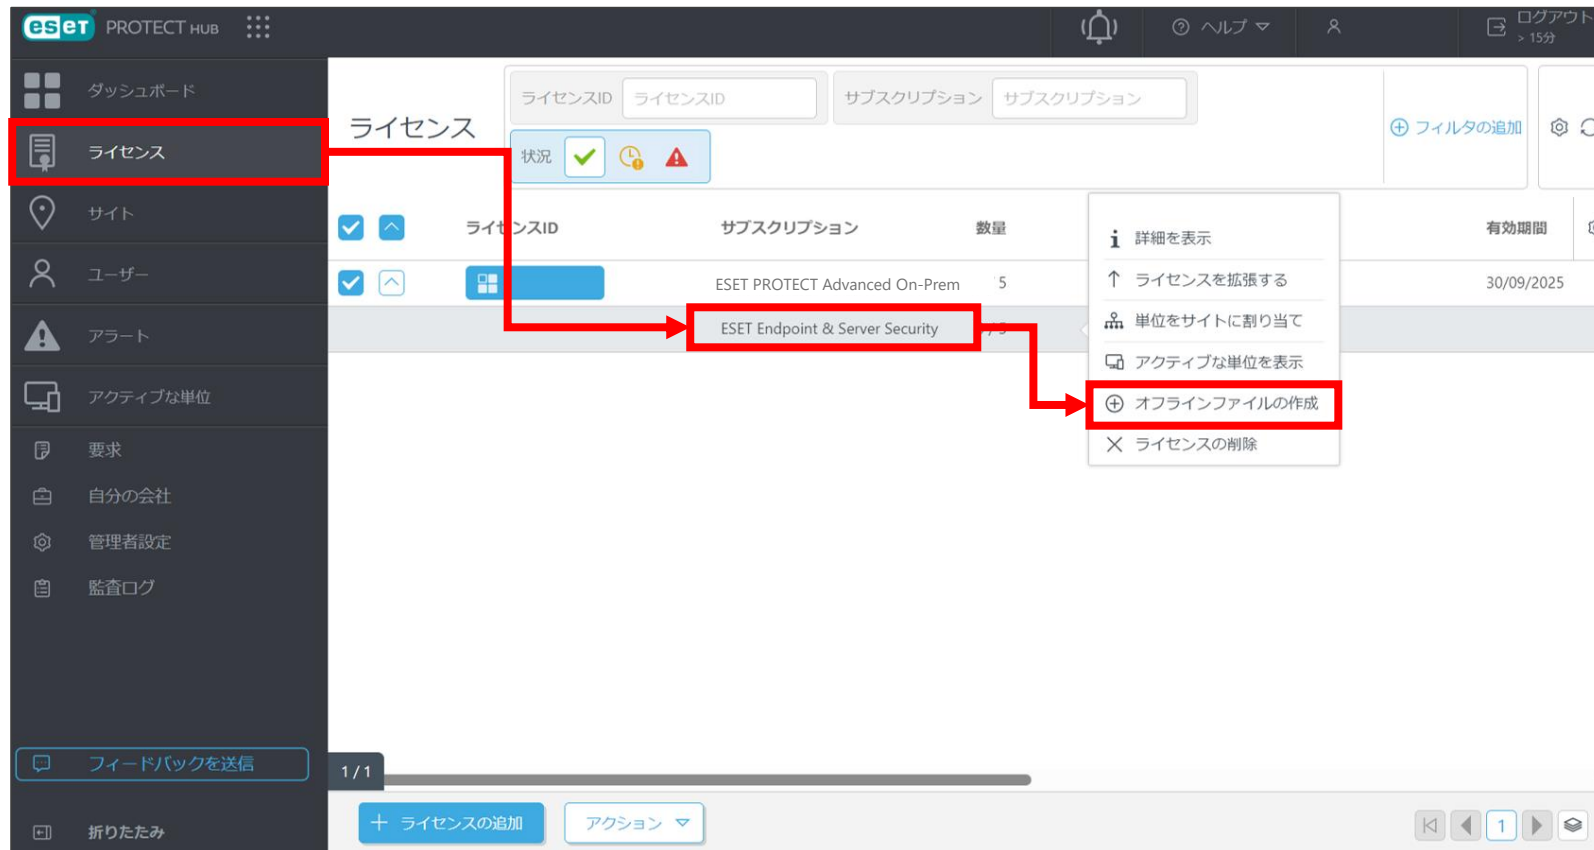 eset PROTECT HUB
ヘルプ
ログアウト
> 15分
ダッシュボード
ライセンス
サイト
ユーザー
アラート
アクティブな単位
要求
自分の会社
管理者設定
監査ログ
フィードバックを送信
折りたたみ
ライセンス
ライセンスID ライセンスID サブスクリプション サブスクリプション
状況
フィルタの追加
ライセンスID サブスクリプション 数量 有効期間
ESET PROTECT Advanced On-Prem 5 30/09/2025
ESET Endpoint & Server Security
詳細を表示
ライセンスを拡張する
単位をサイトに割り当て
アクティブな単位を表示
オフラインファイルの作成
ライセンスの削除
1 / 1
ライセンスの追加 アクション
1